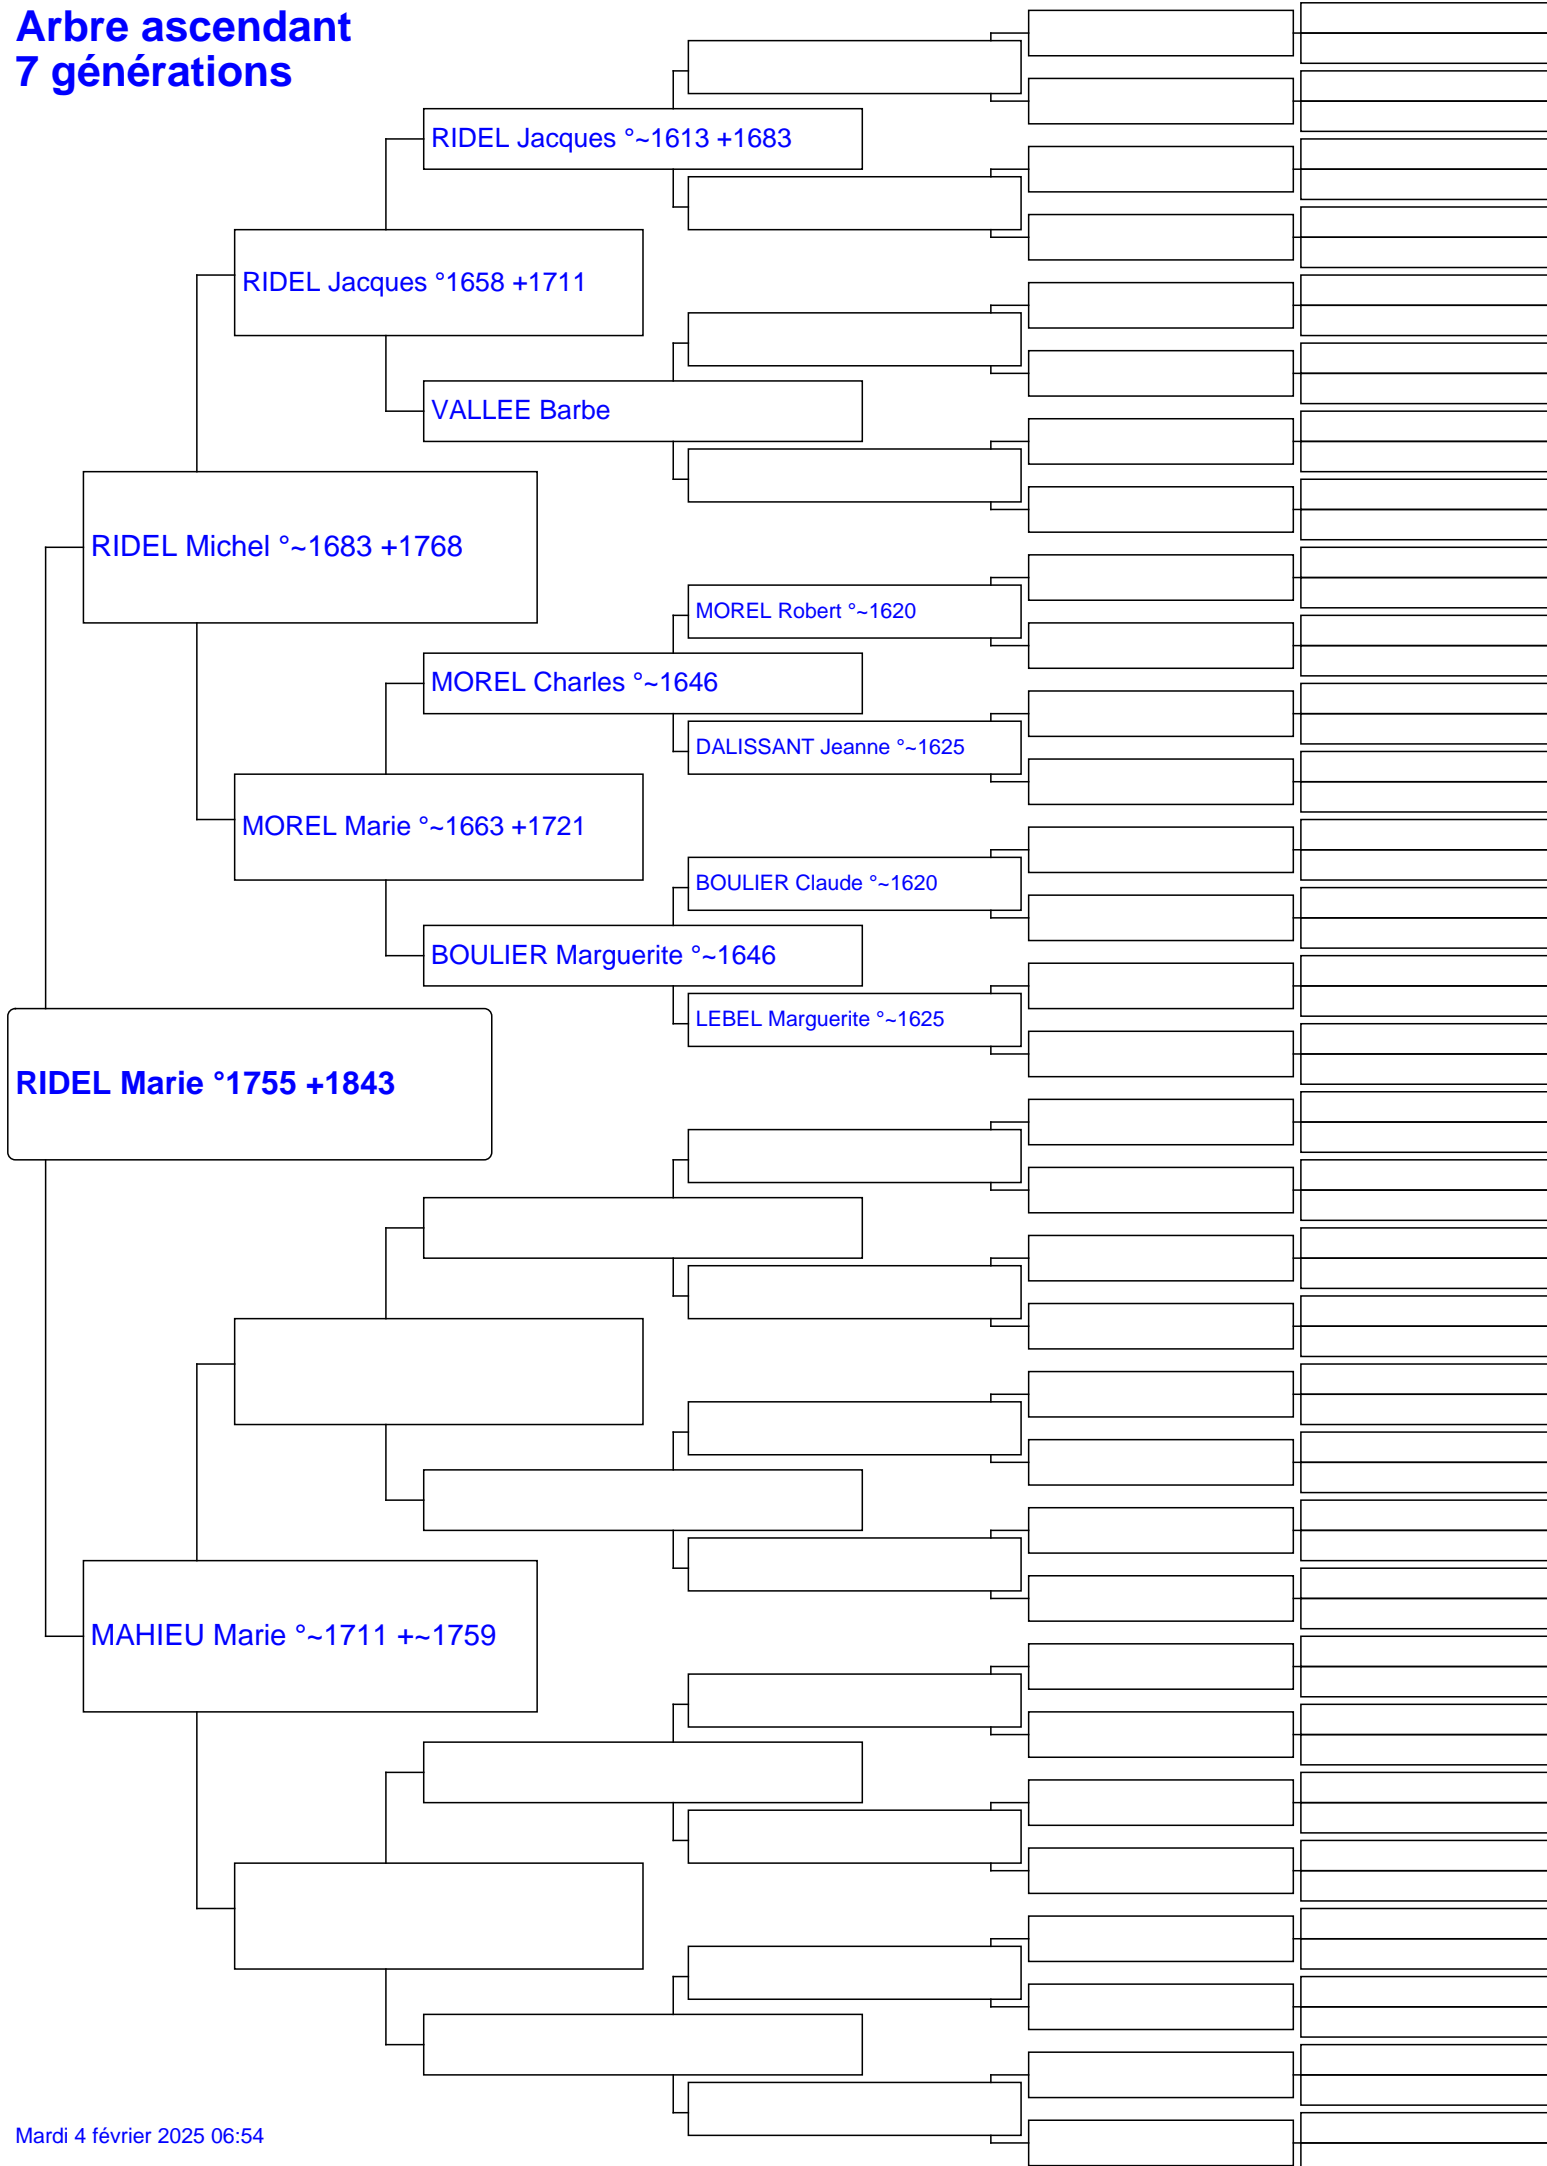 Arbre ascendant
7 générations
RIDEL Jacques °~1613 +1683
RIDEL Jacques °1658 +1711
VALLEE Barbe
RIDEL Michel °~1683 +1768
MOREL Robert °~1620
MOREL Charles °~1646
DALISSANT Jeanne °~1625
MOREL Marie °~1663 +1721
BOULIER Claude °~1620
BOULIER Marguerite °~1646
LEBEL Marguerite °~1625
RIDEL Marie °1755 +1843
MAHIEU Marie °~1711 +~1759
Mardi 4 février 2025 06:54